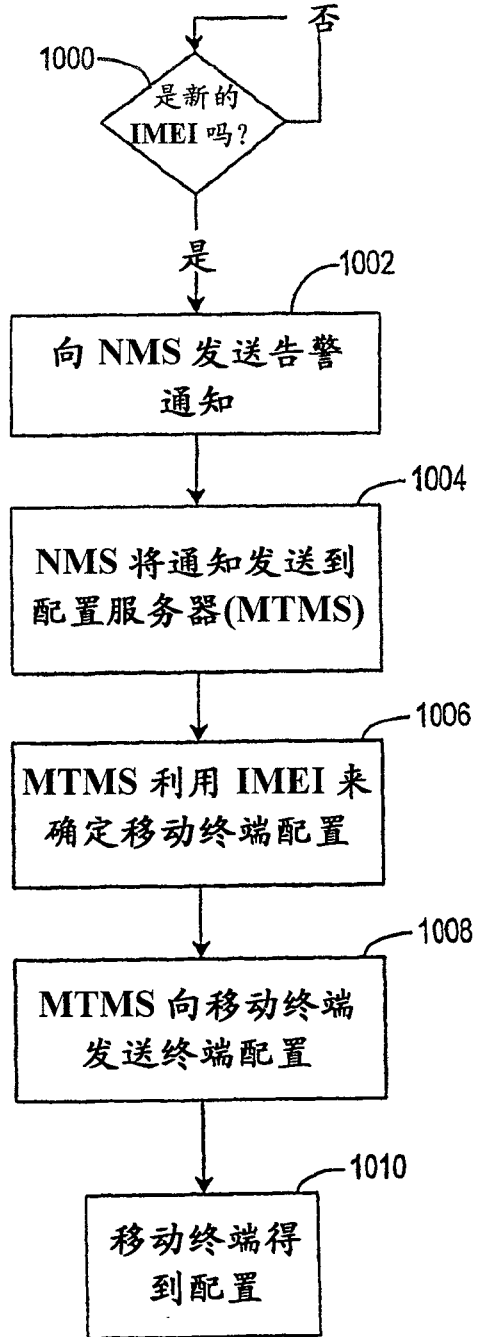 否
1000
是新的
IMEI 吗?
是
1002
向 NMS 发送告警
通知
1004
NMS 将通知发送到
配置服务器(MTMS)
1006
MTMS 利用 IMEI 来
确定移动终端配置
1008
MTMS 向移动终端
发送终端配置
1010
移动终端得
到配置